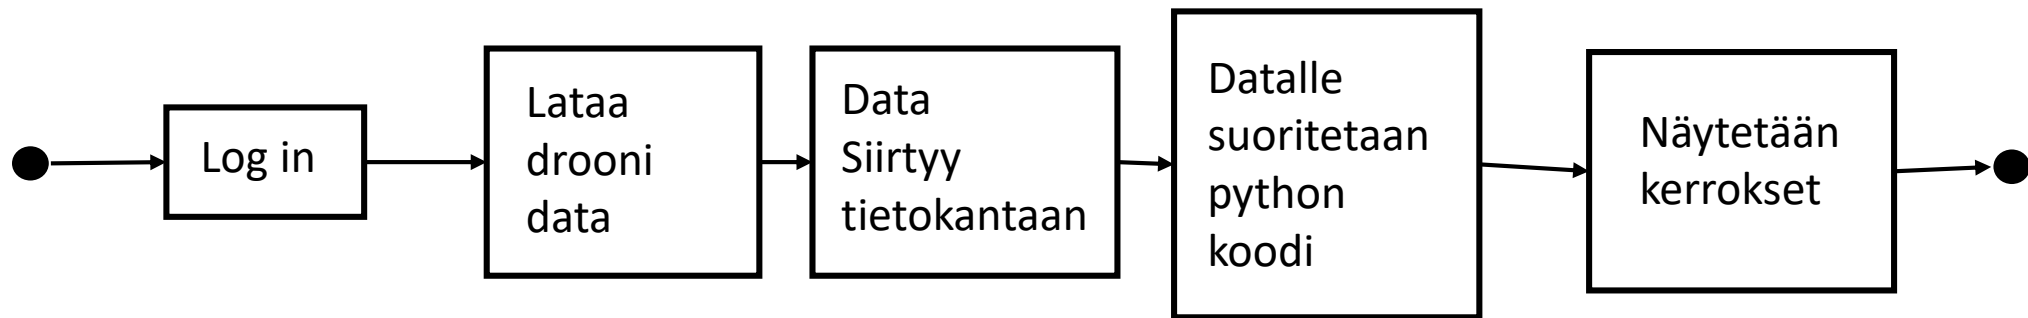 Log in
Lataa
drooni
data
Data
Siirtyy
tietokantaan
Datalle
suoritetaan
python
koodi
Näytetään
kerrokset